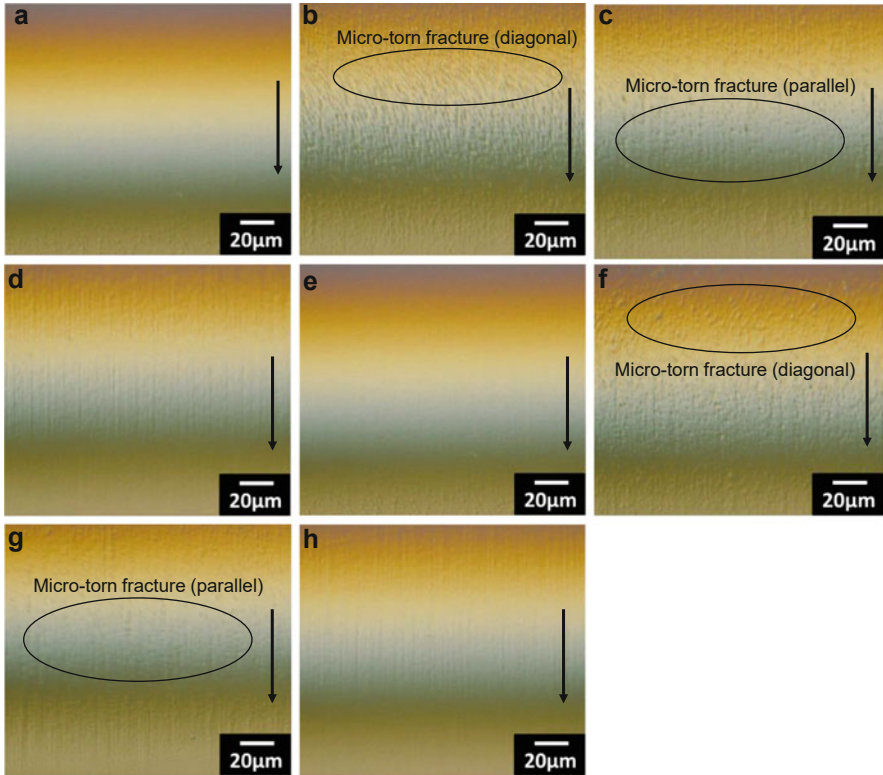 a
b
Micro-torn fracture (diagonal)
c
Micro-torn fracture (parallel)
20μm
20μm
20μm
d
e
f
Micro-torn fracture (diagonal)
20μm
20μm
20μm
g
Micro-torn fracture (parallel)
h
20μm
20μm